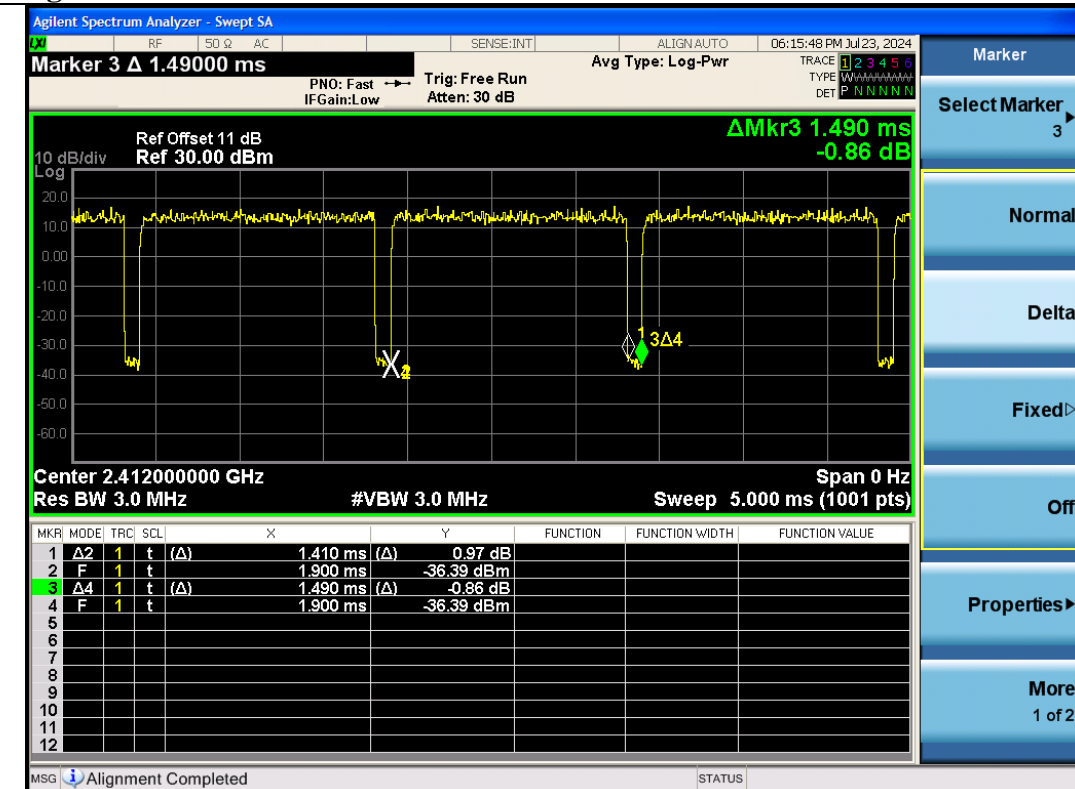 Agilent Spectrum Analyzer - Swept SA
LXI RF 50 Ω AC SENSE:INT ALIGN AUTO 06:15:48 PM Jul 23, 2024
Marker 3 Δ 1.49000 ms
PNO: Fast
IFGain:Low
Trig: Free Run
Atten: 30 dB
Avg Type: Log-Pwr
TRACE 1 2 3 4 5 6
TYPE WWWWWW
DET P N N N N N
ΔMkr3 1.490 ms
-0.86 dB
Ref Offset 11 dB
10 dB/div Ref 30.00 dBm
Log
20.0
10.0
0.00
-10.0
-20.0
-30.0
-40.0
-50.0
-60.0
1 3Δ4
X
Center 2.412000000 GHz Span 0 Hz
Res BW 3.0 MHz #VBW 3.0 MHz Sweep 5.000 ms (1001 pts)
MKR MODE TRC SCL X Y FUNCTION FUNCTION WIDTH FUNCTION VALUE
1 Δ2 1 t (Δ) 1.410 ms (Δ) 0.97 dB
2 F 1 t 1.900 ms -36.39 dBm
3 Δ4 1 t (Δ) 1.490 ms (Δ) -0.86 dB
4 F 1 t 1.900 ms -36.39 dBm
5
6
7
8
9
10
11
12
MSG Alignment Completed STATUS
Marker
Select Marker
3
Normal
Delta
Fixed
Off
Properties
More
1 of 2